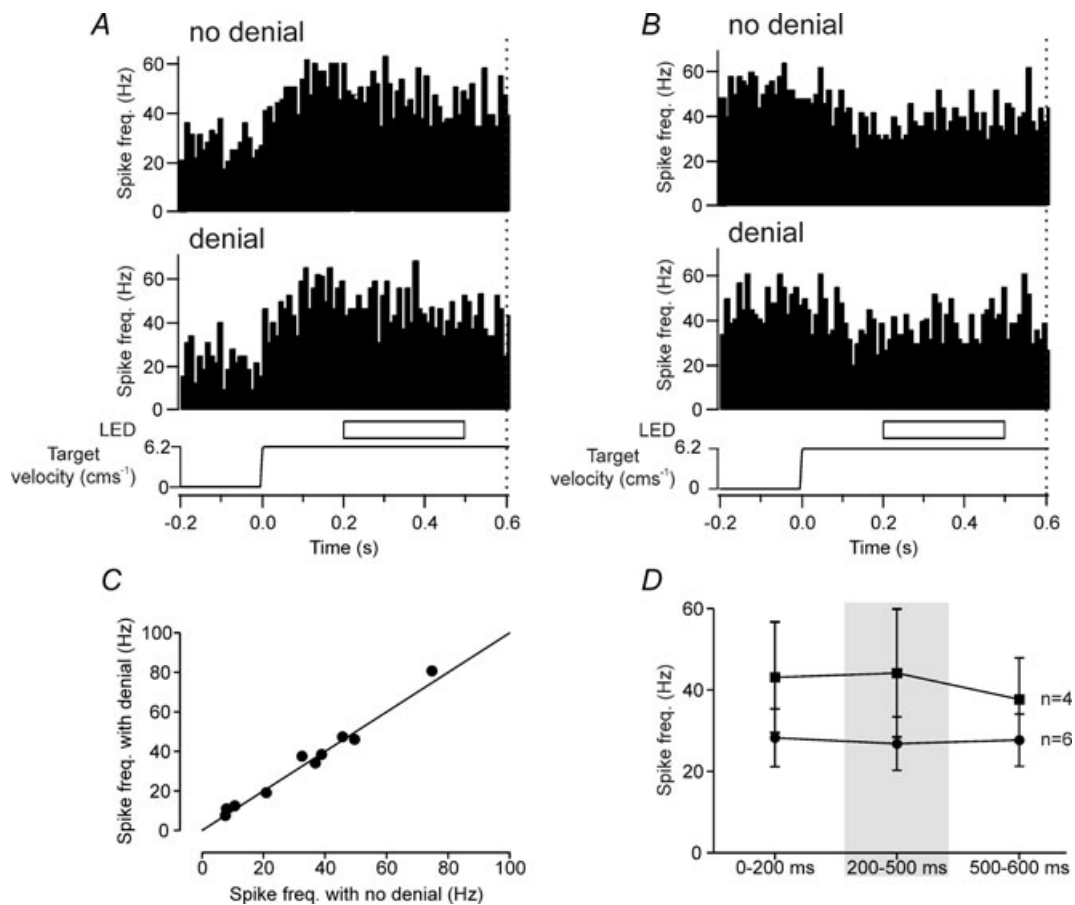 A
no denial
Spike freq. (Hz)
60
40
20
0
denial
Spike freq. (Hz)
60
40
20
0
LED
Target
velocity (cms⁻¹)
6.2
0
-0.2 0.0 0.2 0.4 0.6
Time (s)
B
no denial
Spike freq. (Hz)
60
40
20
0
denial
Spike freq. (Hz)
60
40
20
0
LED
Target
velocity (cms⁻¹)
6.2
0
-0.2 0.0 0.2 0.4 0.6
Time (s)
C
Spike freq. with denial (Hz)
100
80
60
40
20
0
0 20 40 60 80 100
Spike freq. with no denial (Hz)
D
Spike freq. (Hz)
60
40
20
0
n=4
n=6
0-200 ms 200-500 ms 500-600 ms